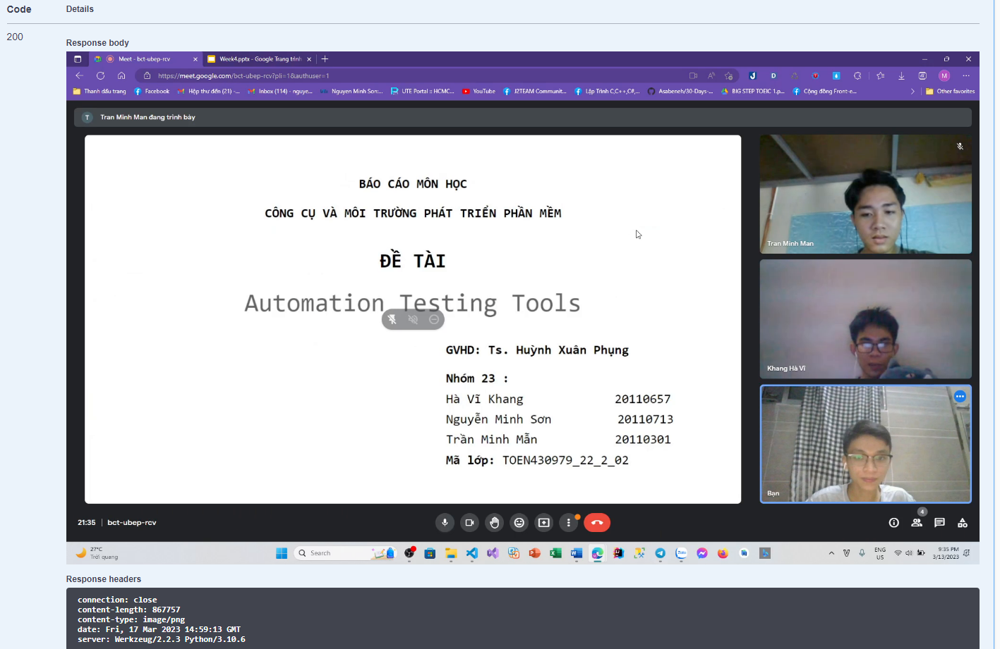 Code
Details
200
Response body
Meet - bct-ubep-rcv
Week4.pptx - Google Trang trình
https://meet.google.com/bct-ubep-rcv?pli=1&authuser=1
Thanh dấu trang
Facebook
Hộp thư đến (21) -...
Inbox (114) - nguye...
Nguyen Minh Son:...
UTE Portal :: HCMC...
YouTube
J2TEAM Communit...
Lập Trình C,C++,C#,...
Asabeneh/30-Days-...
BIG STEP TOEIC 1.p...
Cộng đồng Front-e...
Other favorites
T
Tran Minh Man đang trình bày
BÁO CÁO MÔN HỌC
CÔNG CỤ VÀ MÔI TRƯỜNG PHÁT TRIỂN PHẦN MỀM
ĐỀ TÀI
Automation Testing Tools
GVHD: Ts. Huỳnh Xuân Phụng
Nhóm 23 :
Hà Vĩ Khang 20110657
Nguyễn Minh Sơn 20110713
Trần Minh Mẫn 20110301
Mã lớp: TOEN430979_22_2_02
Tran Minh Man
Khang Hà Vĩ
Bạn
21:35 | bct-ubep-rcv
4
27°C
Trời quang
Search
ENG
US
9:35 PM
3/13/2023
Response headers
connection: close
content-length: 867757
content-type: image/png
date: Fri, 17 Mar 2023 14:59:13 GMT
server: Werkzeug/2.2.3 Python/3.10.6